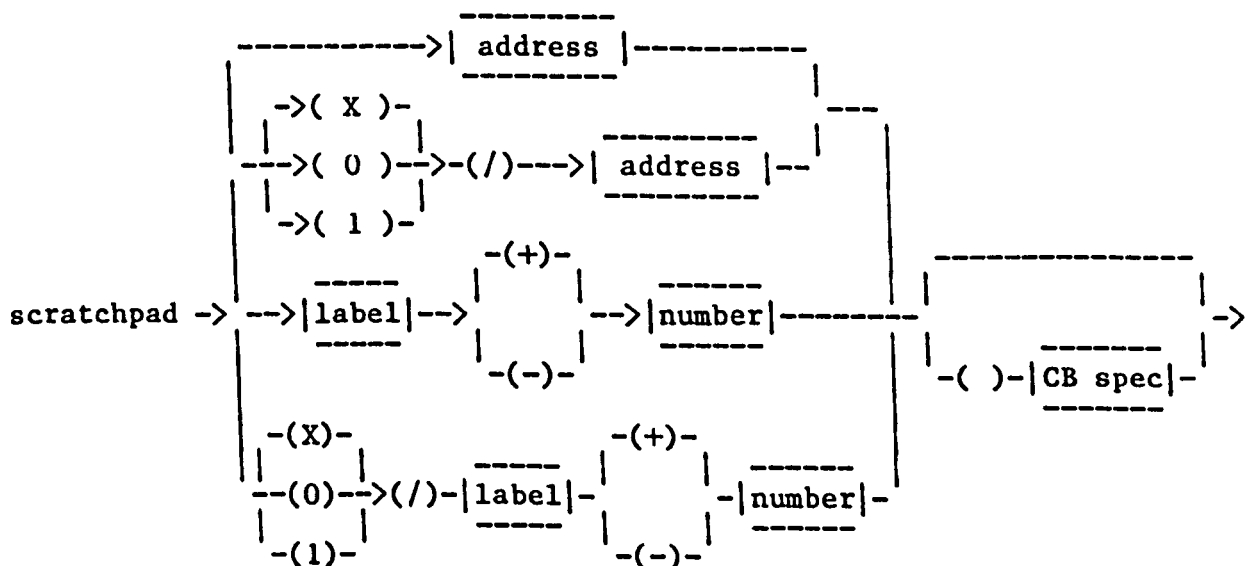 ->| address |-
->( X )-
->( 0 )-->-(/)--->| address |--
->( 1 )-
-(+)-
scratchpad -> -->|label|--> -->|number|-------- ->
-(-)- -( )-|CB spec|-
-(X)- -(+)-
--(0)-->(/)-|label|- -|number|-
-(1)- -(-)-